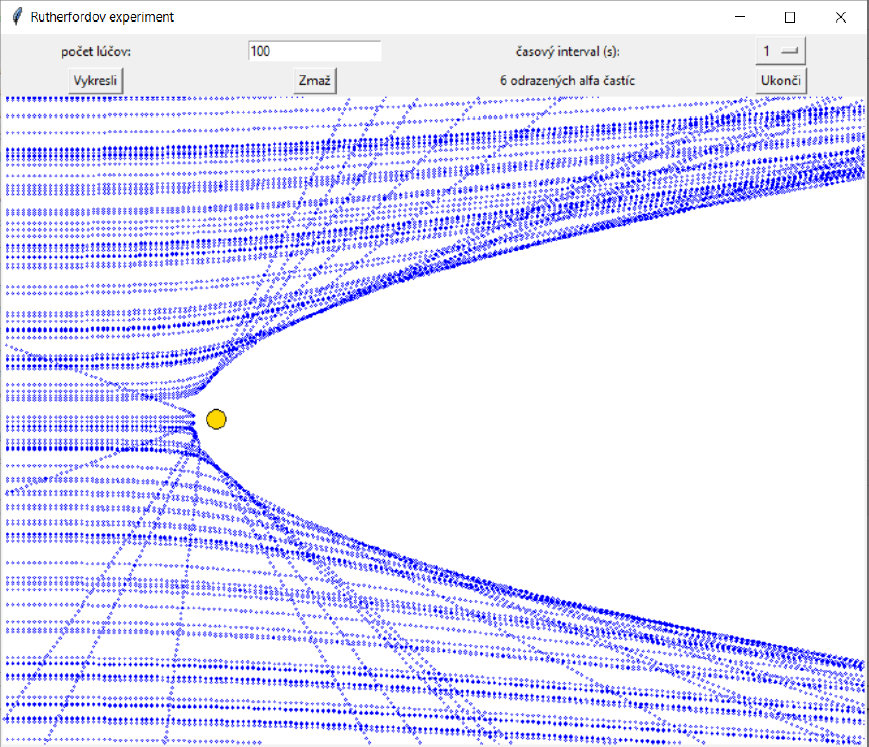 Rutherfordov experiment
počet lúčov: 100 časový interval (s): 1
Vykresli Zmaž 6 odrazených alfa častíc Ukonči